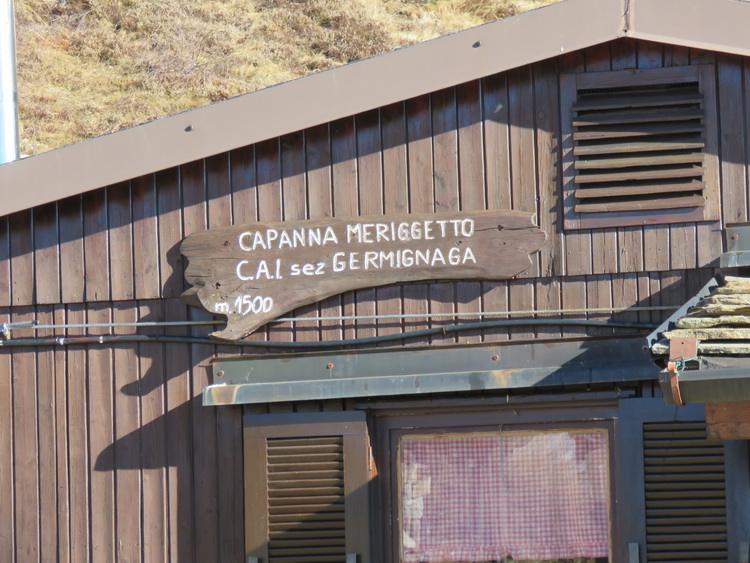 CAPANNA MERIGGETTO
C.A.I sez GERMIGNAGA
m.1500